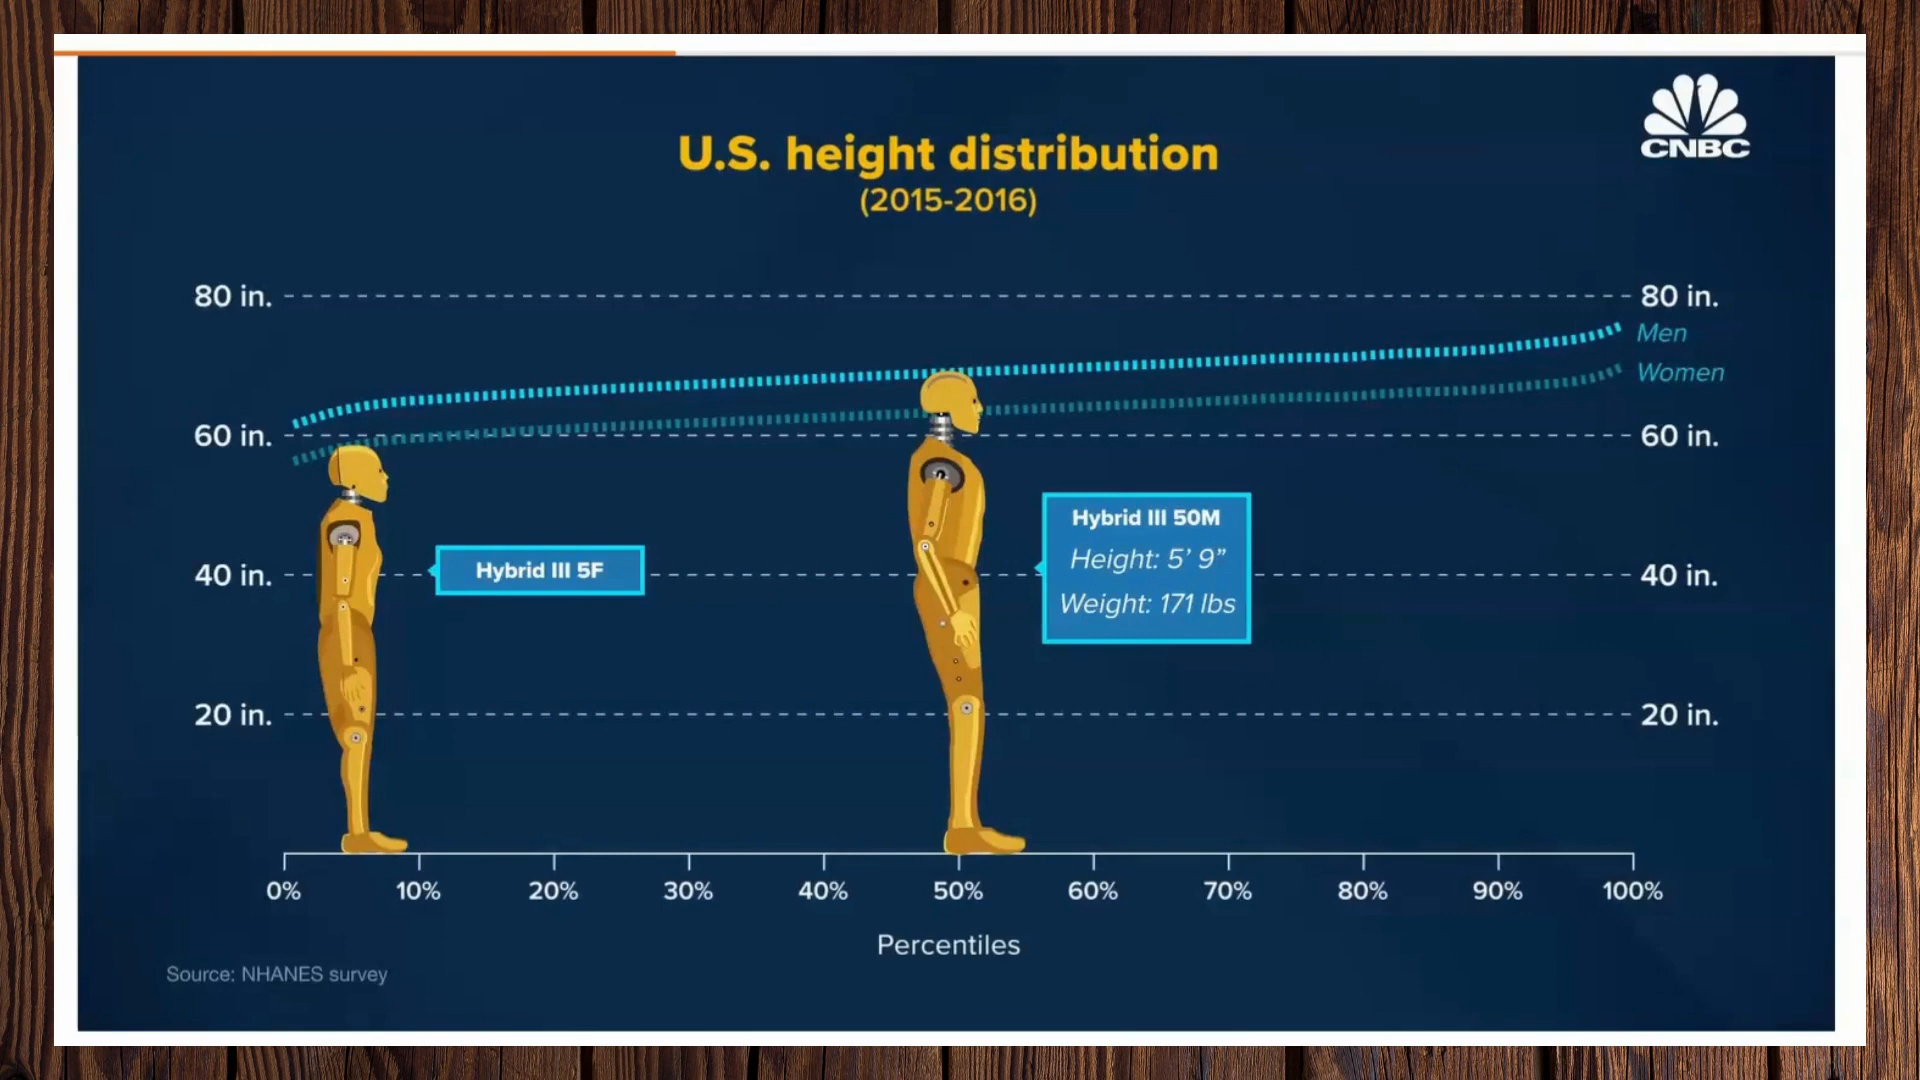 CNBC
U.S. height distribution
(2015-2016)
80 in.
80 in.
Men
Women
60 in.
60 in.
Hybrid III 50M
Height: 5’ 9”
Weight: 171 lbs
Hybrid III 5F
40 in.
40 in.
20 in.
20 in.
0% 10% 20% 30% 40% 50% 60% 70% 80% 90% 100%
Percentiles
Source: NHANES survey